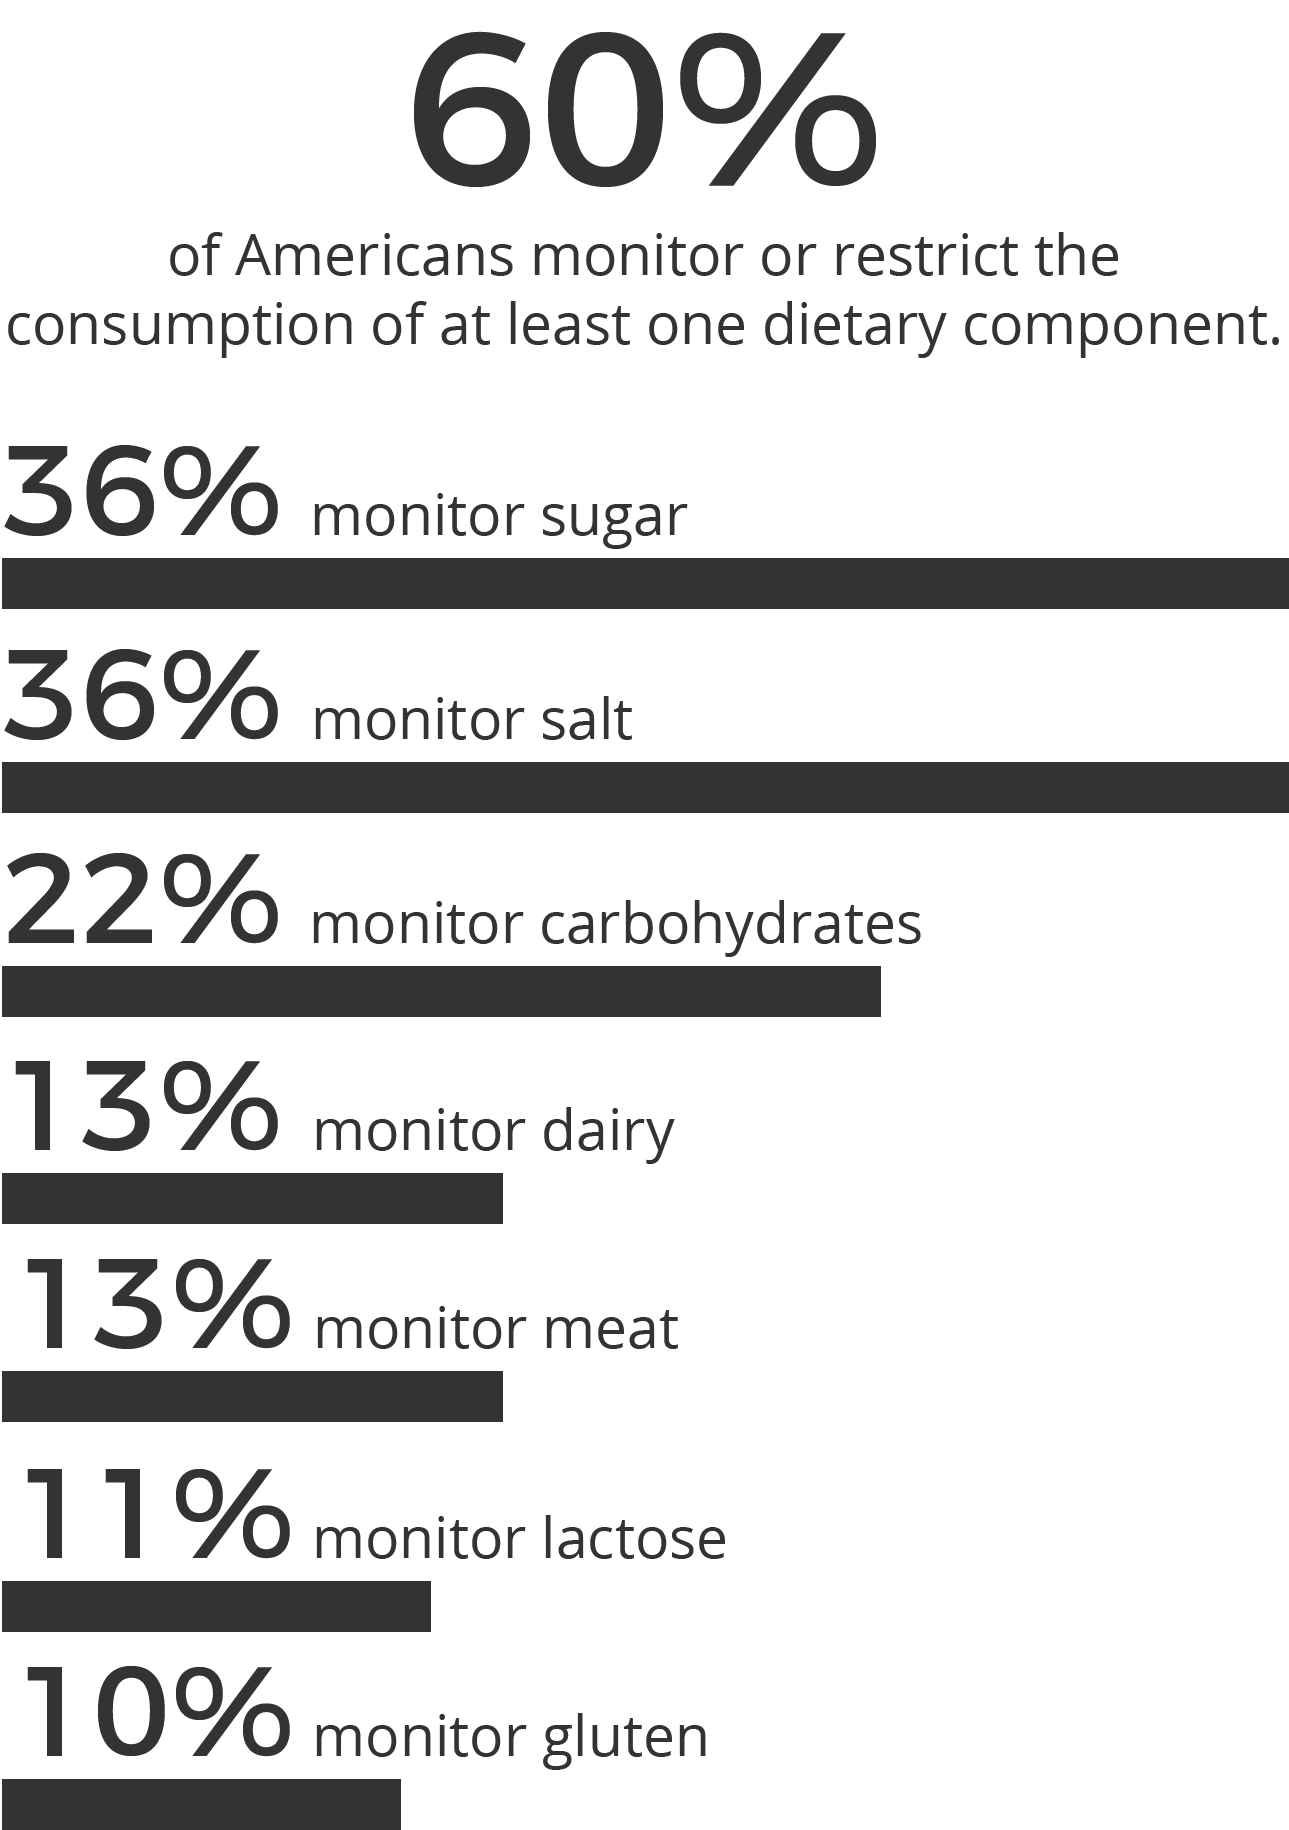 60%
of Americans monitor or restrict the
consumption of at least one dietary component.
36% monitor sugar
36% monitor salt
22% monitor carbohydrates
13% monitor dairy
13% monitor meat
11% monitor lactose
10% monitor gluten